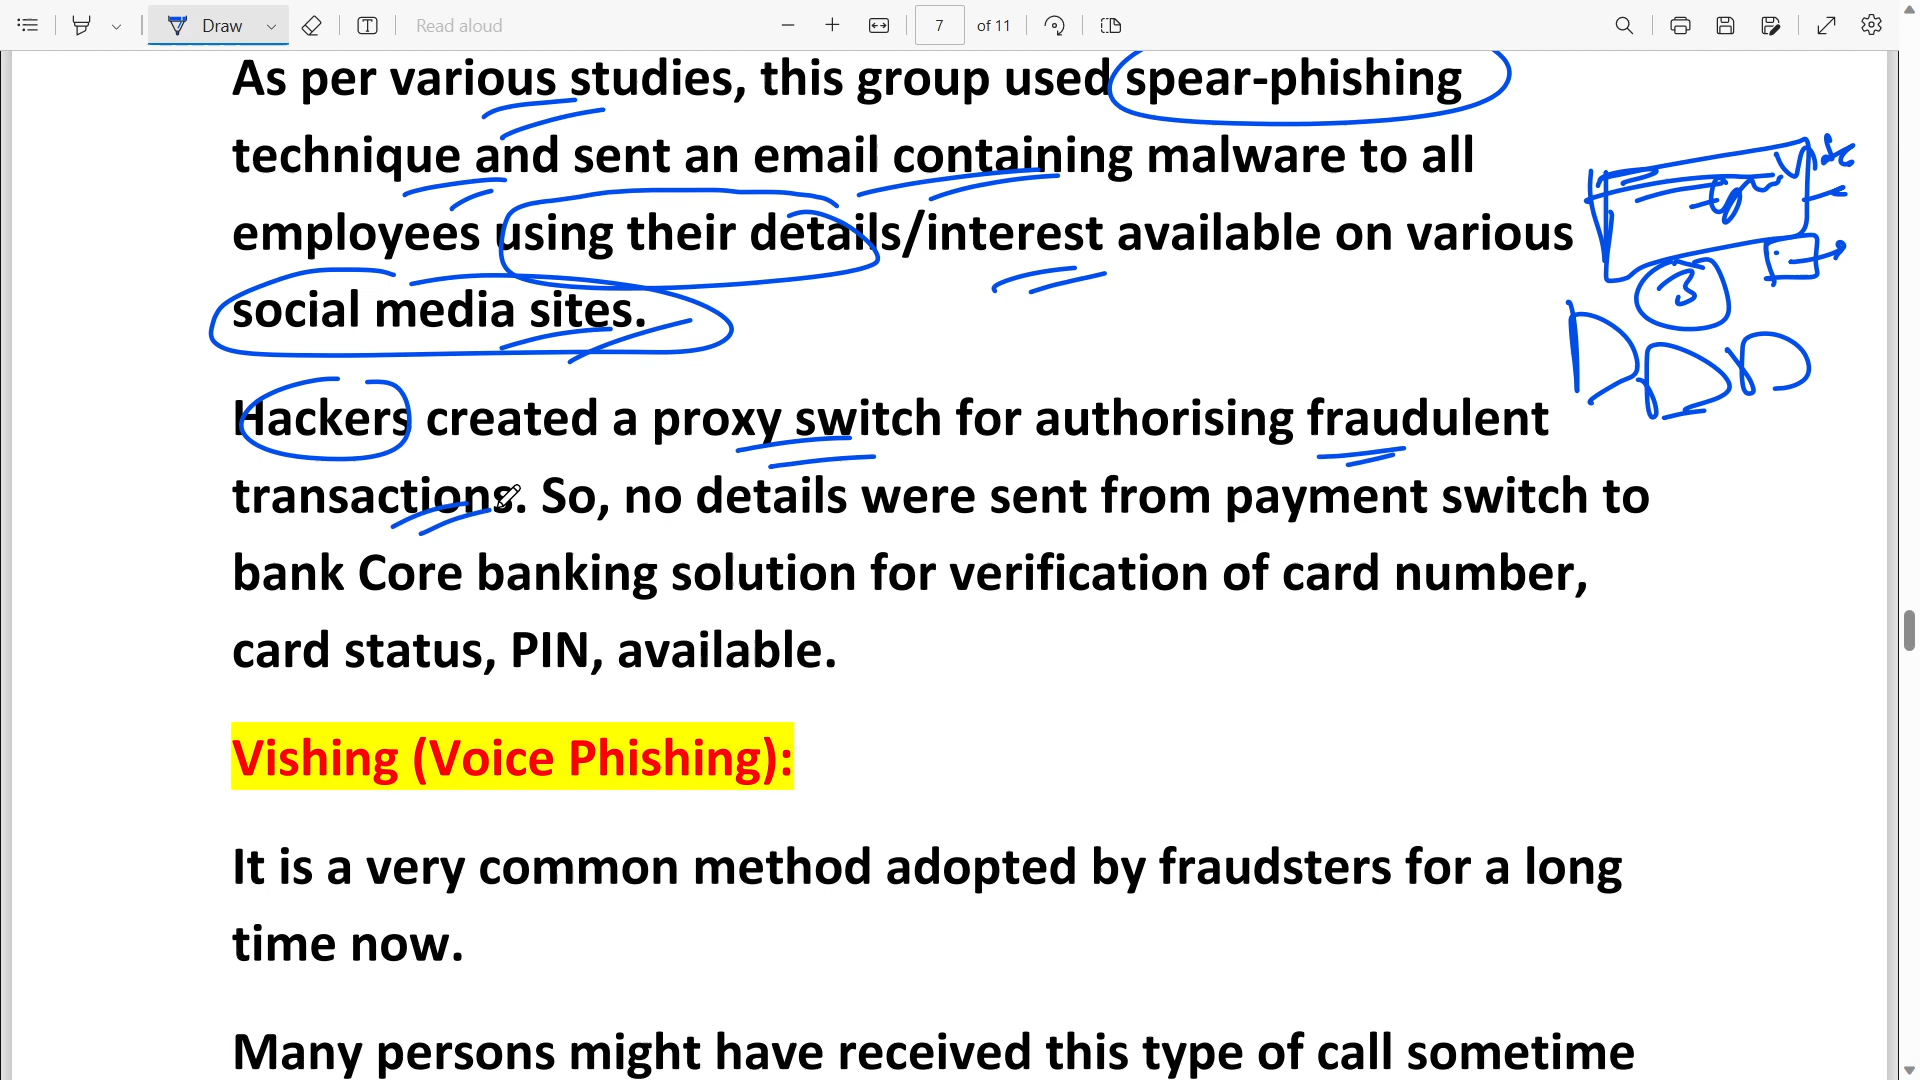 Draw
Read aloud
7 of 11
As per various studies, this group used spear-phishing
technique and sent an email containing malware to all
employees using their details/interest available on various
social media sites.
3
Hackers created a proxy switch for authorising fraudulent
transactions. So, no details were sent from payment switch to
bank Core banking solution for verification of card number,
card status, PIN, available.
Vishing (Voice Phishing):
It is a very common method adopted by fraudsters for a long
time now.
Many persons might have received this type of call sometime